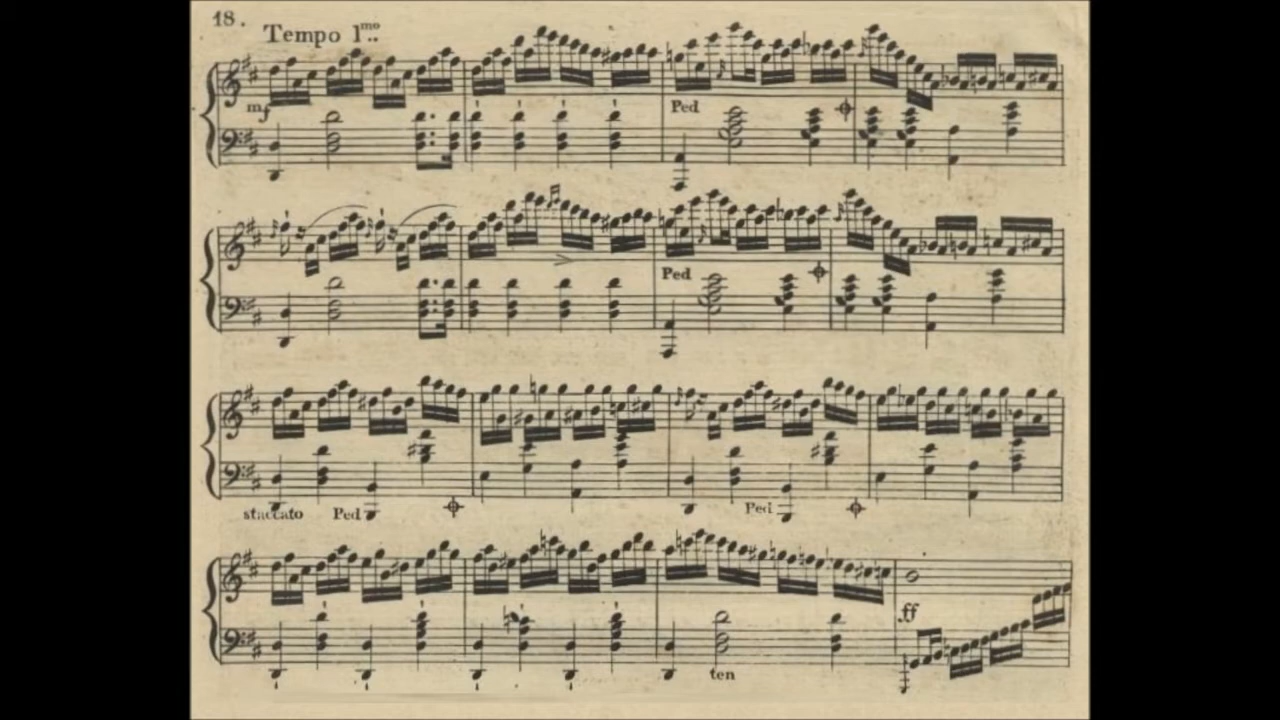 18.
Tempo 1mo..
mf
Ped
Ped
staccato Ped Ped
ff
ten